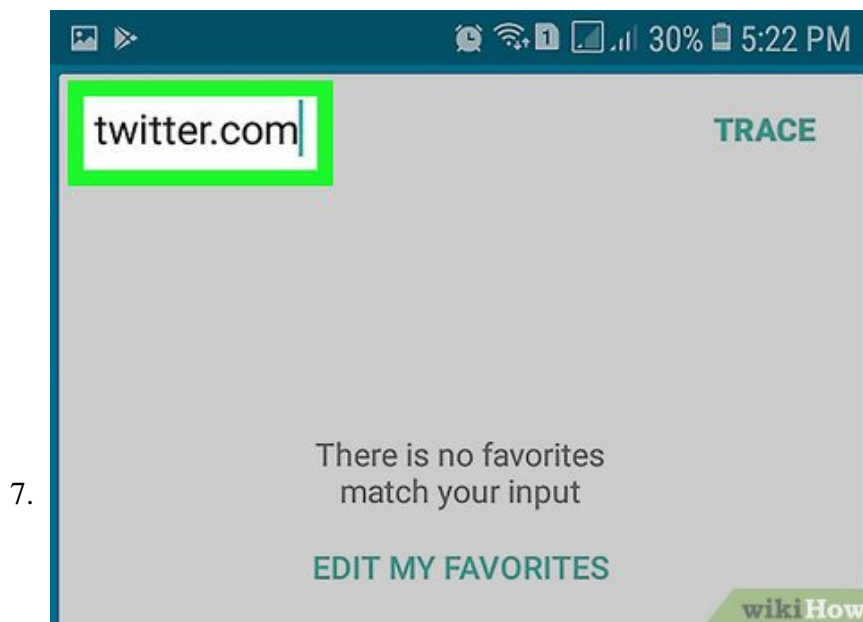 1 30% 5:22 PM
twitter.com
TRACE
There is no favorites
match your input
7.
EDIT MY FAVORITES
wikiHow